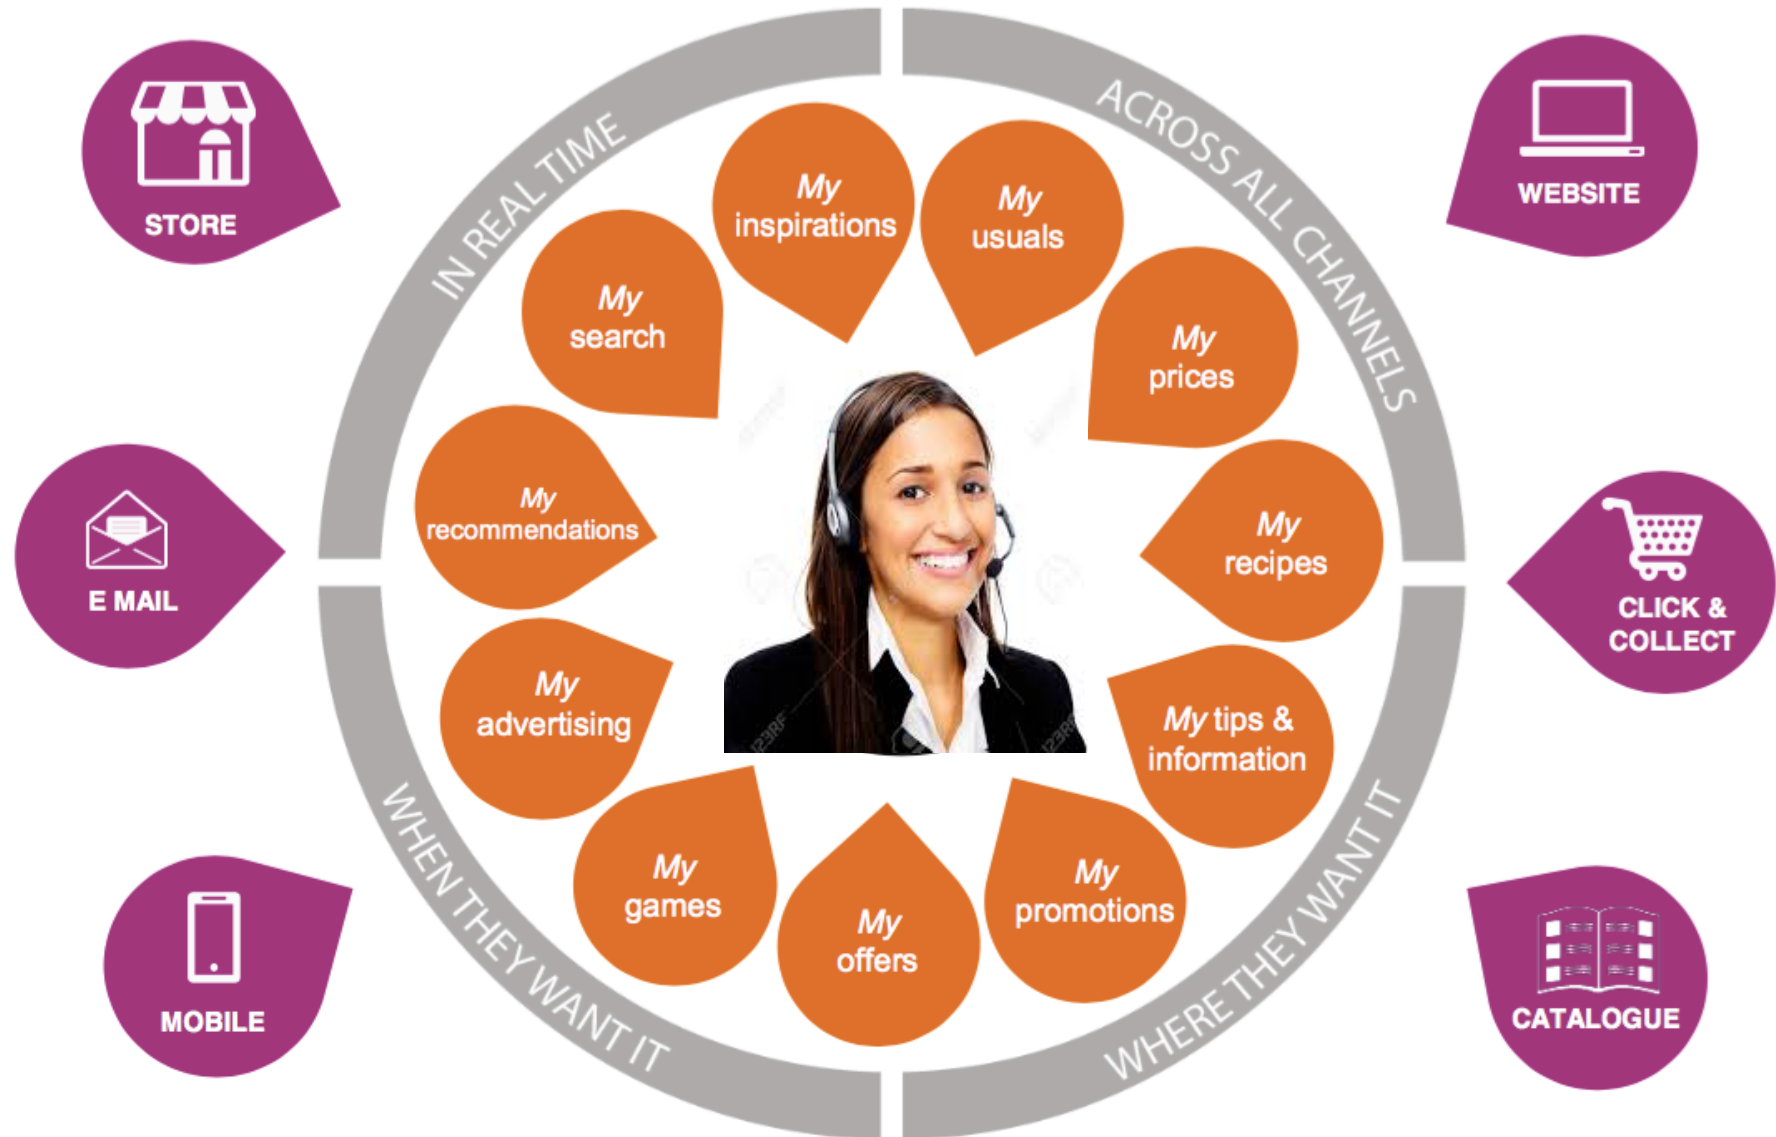 STORE
IN REAL TIME
ACROSS ALL CHANNELS
WEBSITE
My
inspirations
My
usuals
My
search
My
prices
My
recommendations
My
recipes
E MAIL
CLICK &
COLLECT
My
advertising
My tips &
information
My
games
My
offers
My
promotions
WHEN THEY WANT IT
WHERE THEY WANT IT
MOBILE
CATALOGUE
123RF
123RF